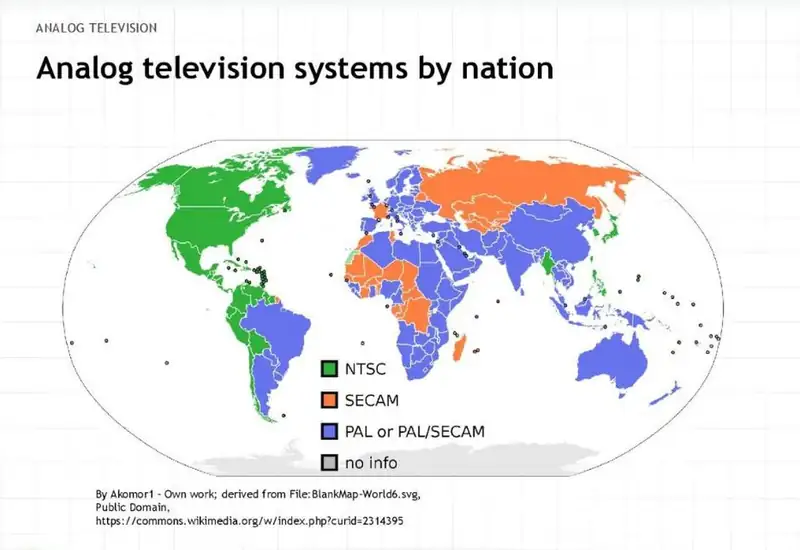 ANALOG TELEVISION
Analog television systems by nation
NTSC
SECAM
PAL or PAL/SECAM
no info
By Akomor1 - Own work; derived from File:BlankMap-World6.svg,
Public Domain,
https://commons.wikimedia.org/w/index.php?curid=2314395